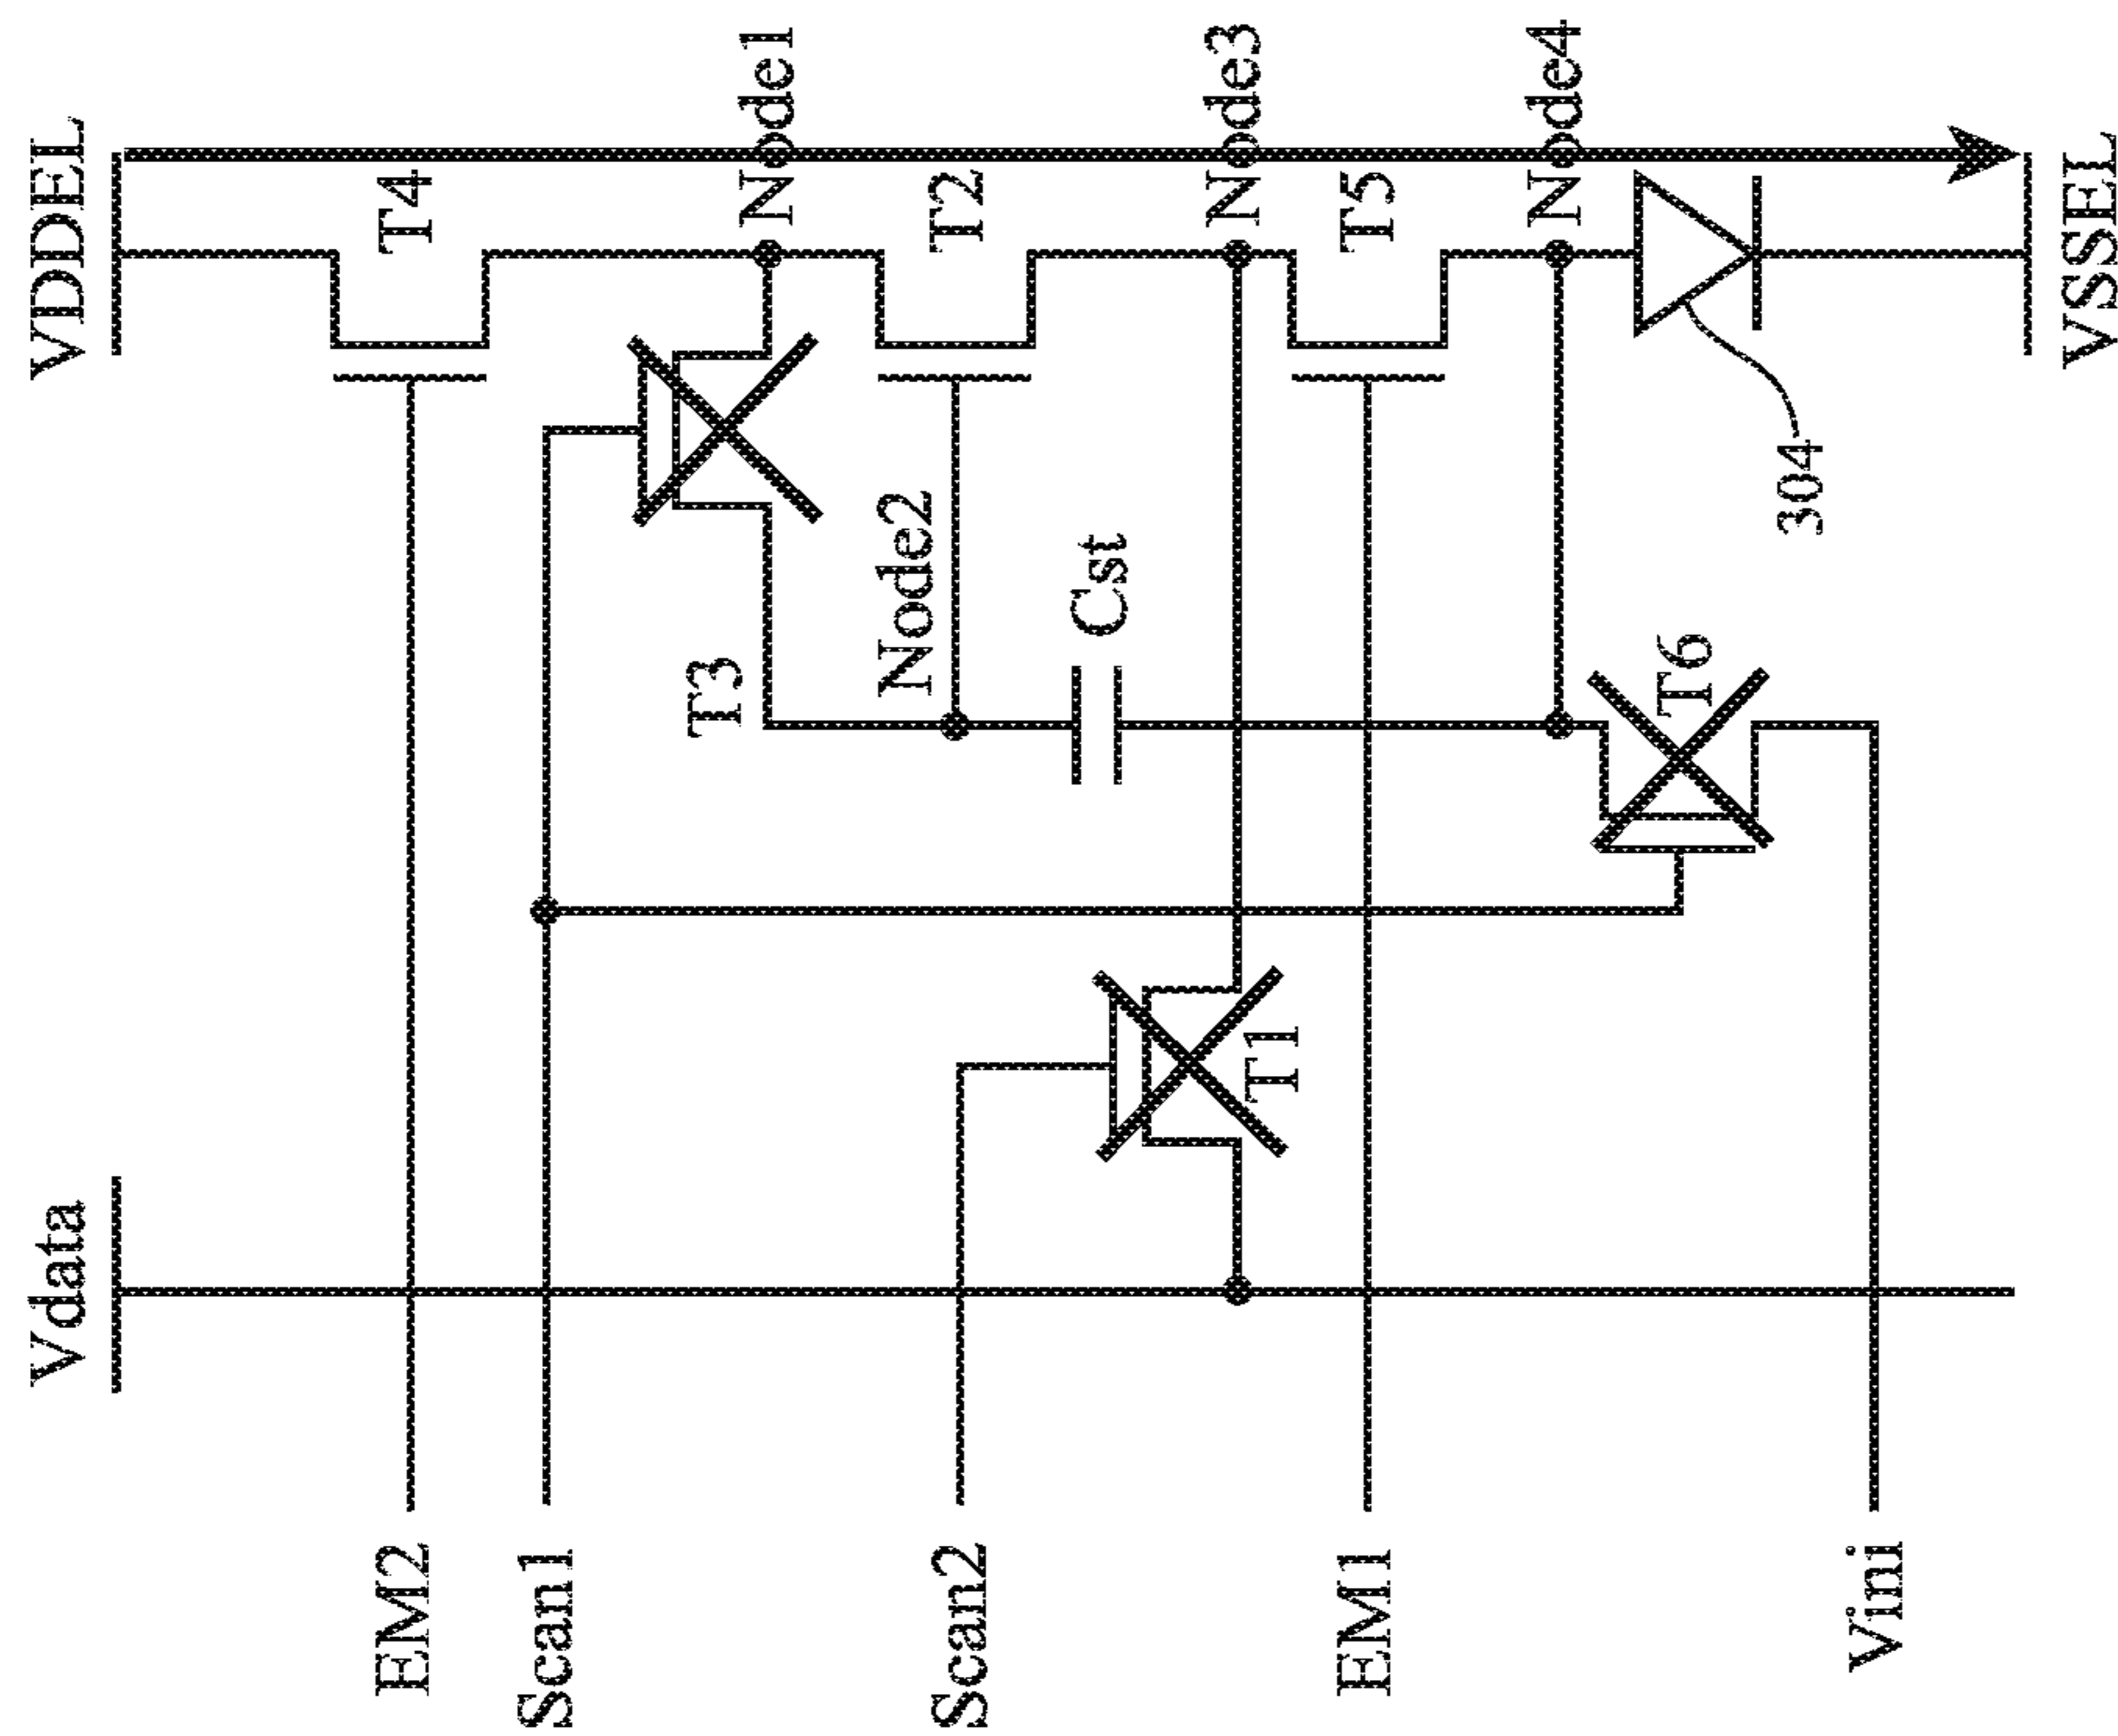 VDDEL
Vdata
T4
EM2
Scan1
Node1
T3
Node2
T2
Scan2
Cst
Node3
T1
T5
EM1
Node4
T6
304
Vini
VSSEL